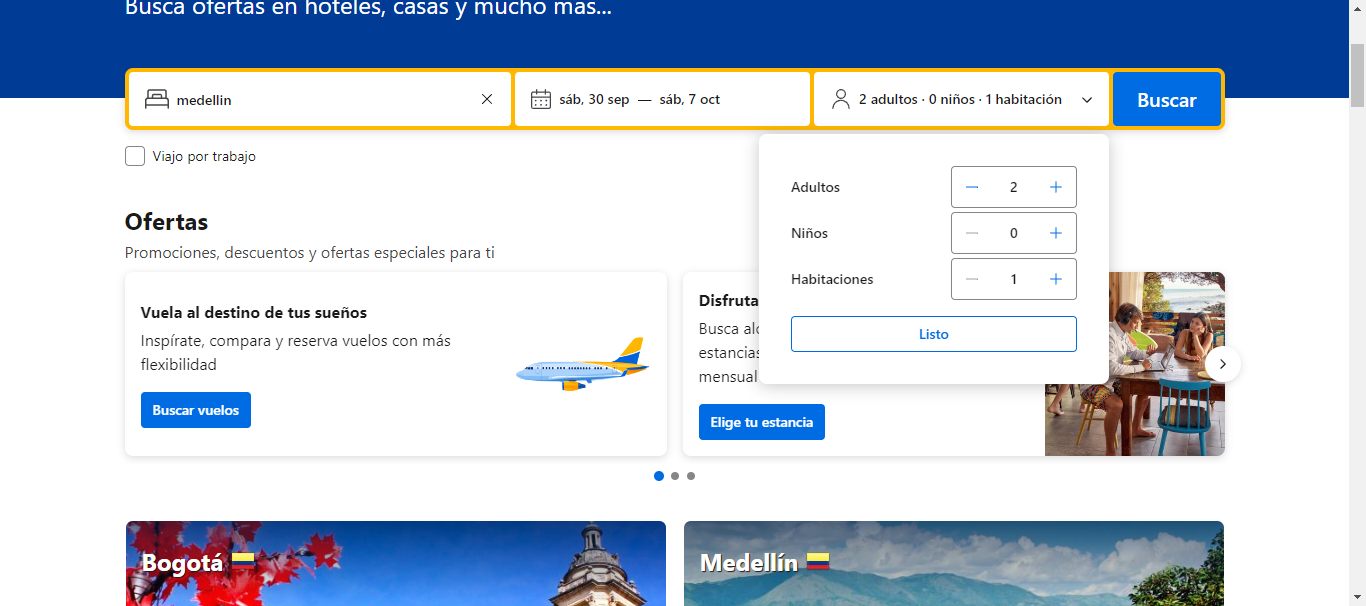 Busca ofertas en hoteles, casas y mucho más...
medellin
sáb, 30 sep — sáb, 7 oct
2 adultos · 0 niños · 1 habitación
Buscar
Viajo por trabajo
Adultos
2
Niños
0
Habitaciones
1
Listo
Ofertas
Promociones, descuentos y ofertas especiales para ti
Vuela al destino de tus sueños
Inspírate, compara y reserva vuelos con más
flexibilidad
Buscar vuelos
Disfruta
Busca
estancias
mensual
Elige tu estancia
Bogotá
Medellín